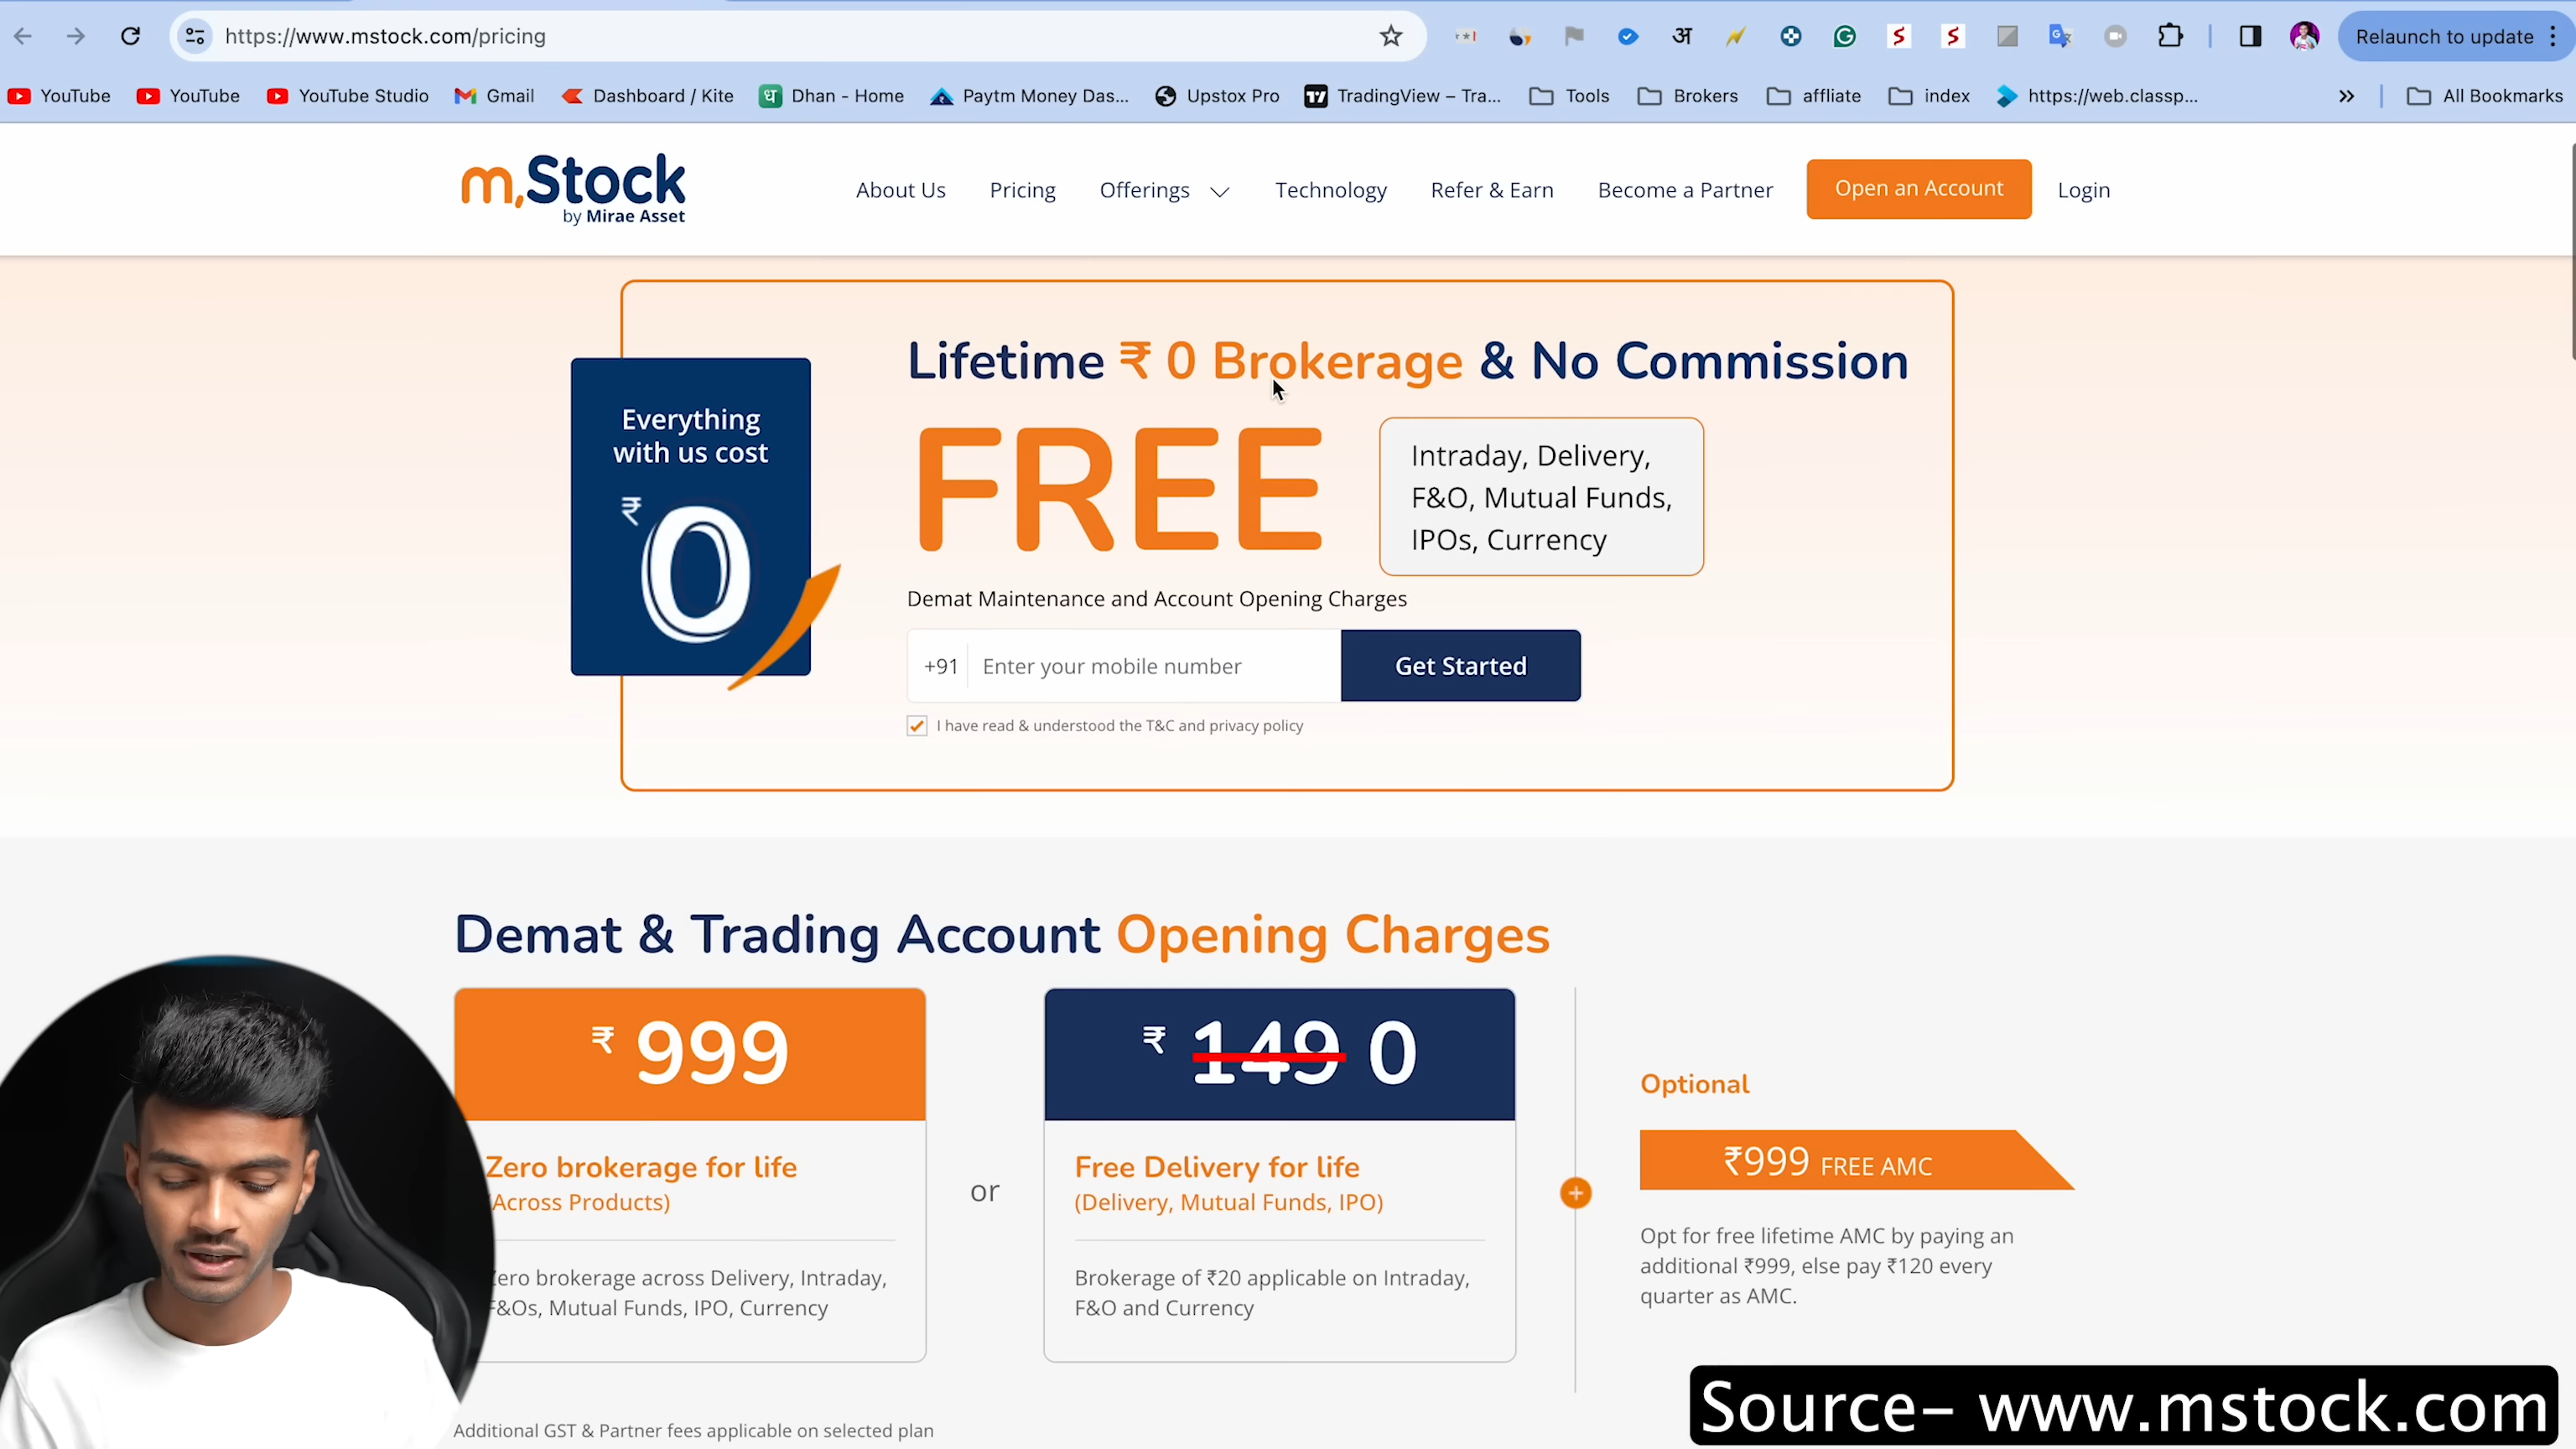 https://www.mstock.com/pricing
Relaunch to update
YouTube YouTube YouTube Studio Gmail Dashboard / Kite Dhan - Home Paytm Money Das... Upstox Pro TradingView – Tra... Tools Brokers affliate index https://web.classp... All Bookmarks
m.Stock
by Mirae Asset
About Us Pricing Offerings Technology Refer & Earn Become a Partner Open an Account Login
Everything
with us cost
₹ 0
Lifetime ₹ 0 Brokerage & No Commission
FREE
Intraday, Delivery,
F&O, Mutual Funds,
IPOs, Currency
Demat Maintenance and Account Opening Charges
+91 Enter your mobile number Get Started
I have read & understood the T&C and privacy policy
Demat & Trading Account Opening Charges
₹ 999
Zero brokerage for life
(Across Products)
Zero brokerage across Delivery, Intraday,
F&Os, Mutual Funds, IPO, Currency
or
₹ 149 0
Free Delivery for life
(Delivery, Mutual Funds, IPO)
Brokerage of ₹20 applicable on Intraday,
F&O and Currency
Optional
₹999 FREE AMC
Opt for free lifetime AMC by paying an
additional ₹999, else pay ₹120 every
quarter as AMC.
Additional GST & Partner fees applicable on selected plan
Source- www.mstock.com